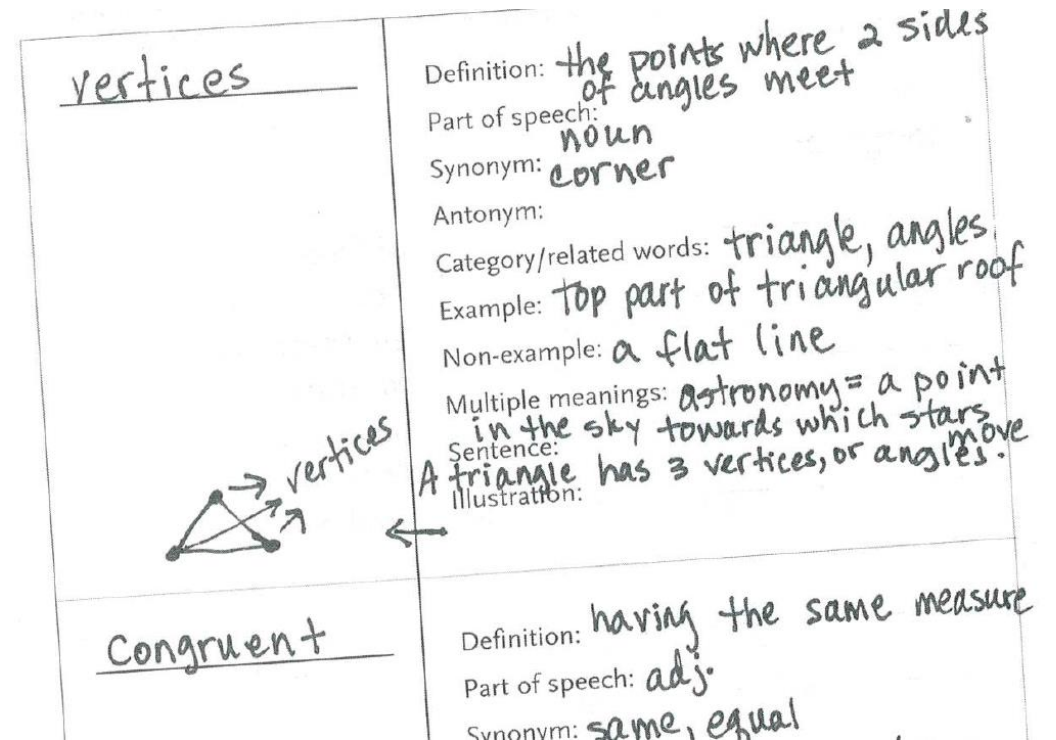 vertices
Definition: the points where 2 sides
of angles meet
Part of speech:
noun
Synonym: corner
Antonym:
Category/related words: triangle, angles
Example: Top part of triangular roof
Non-example: a flat line
Multiple meanings: astronomy = a point
in the sky towards which stars
move
Sentence:
A triangle has 3 vertices, or angles.
Illustration:
vertices
Congruent
Definition: having the same measure
Part of speech: adj.
Synonym: same, equal